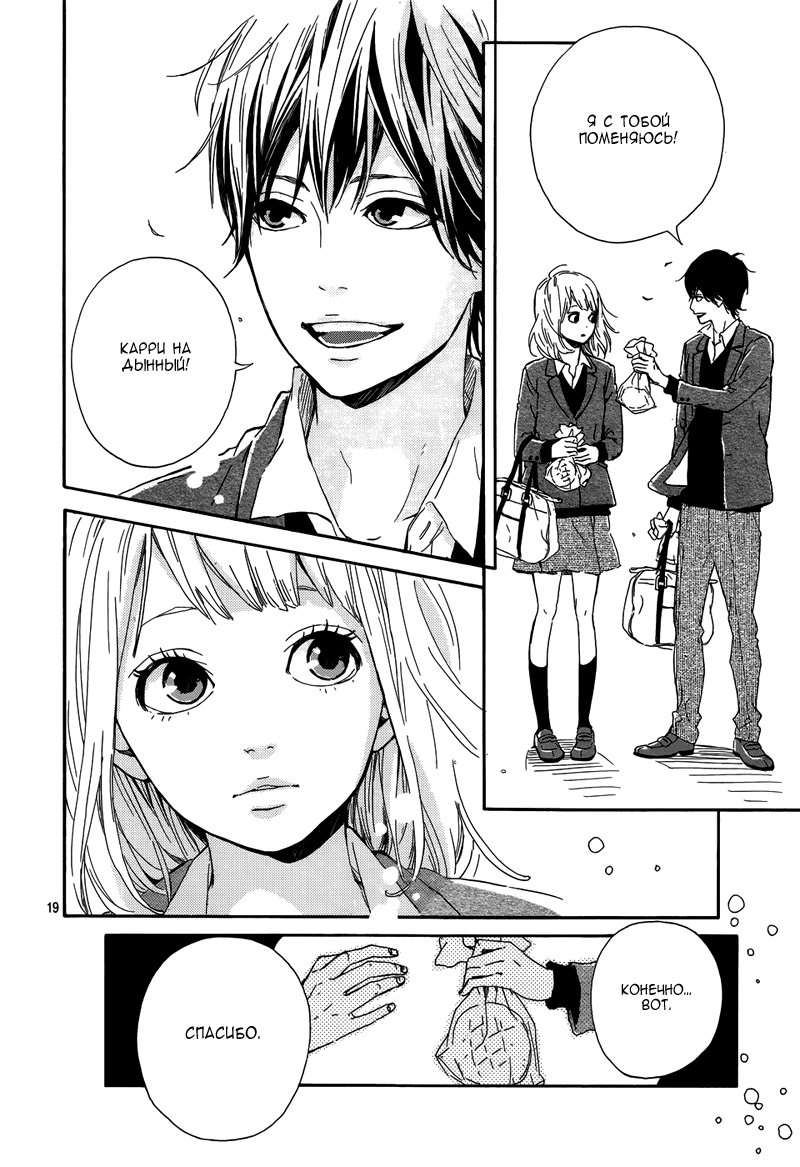 Я С ТОБОЙ
ПОМЕНЯЮСЬ!
КАРРИ НА
ДЫННЫЙ!
КОНЕЧНО...
ВОТ.
СПАСИБО.
19